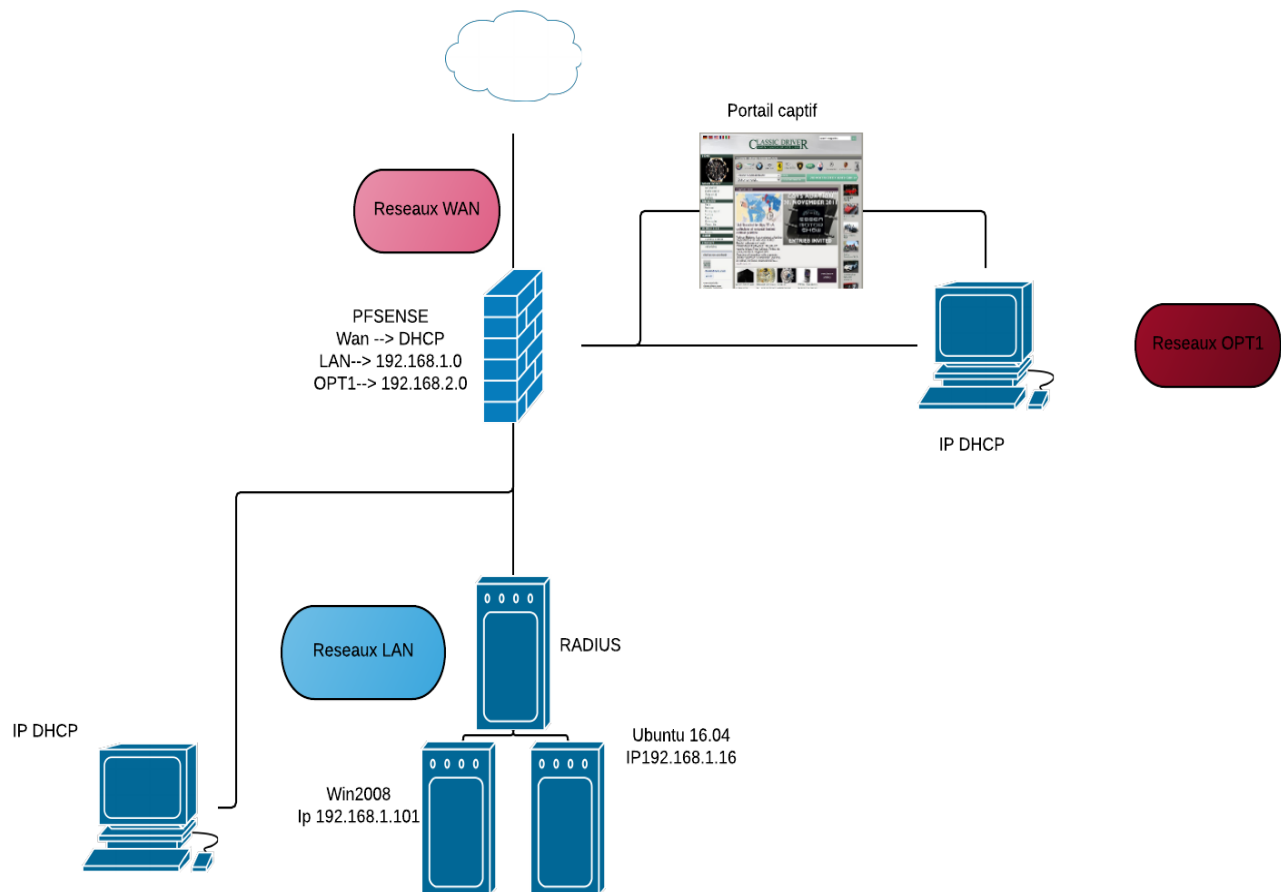 Portail captif
CLASSIC DRIVER
Reseaux WAN
PFSENSE
Wan --> DHCP
LAN--> 192.168.1.0
OPT1--> 192.168.2.0
Reseaux OPT1
IP DHCP
Reseaux LAN
RADIUS
IP DHCP
Ubuntu 16.04
IP192.168.1.16
Win2008
Ip 192.168.1.101